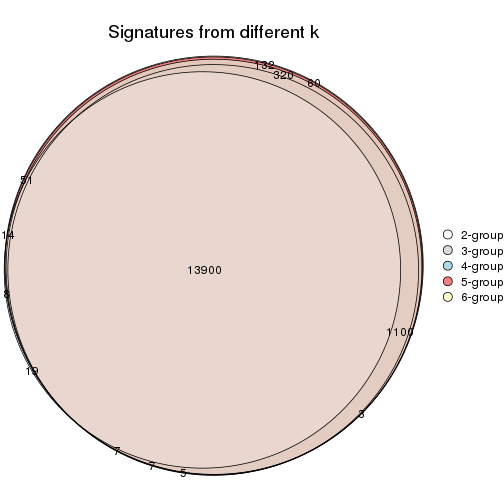 Signatures from different k
132
320
60
51
14
13900
8
1100
19
3
7
7
5
2-group
3-group
4-group
5-group
6-group